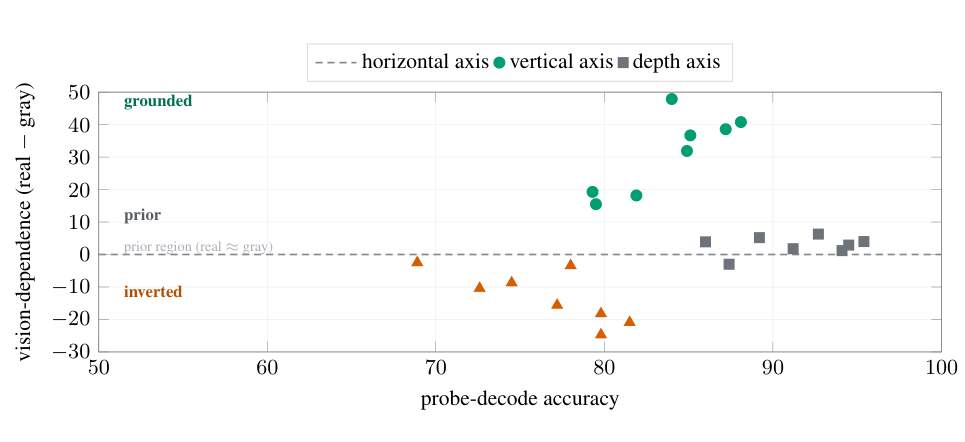 horizontal axis vertical axis depth axis
vision-dependence (real − gray)
50
40
30
20
10
0
−10
−20
−30
grounded
prior
prior region (real ≈ gray)
inverted
50 60 70 80 90 100
probe-decode accuracy